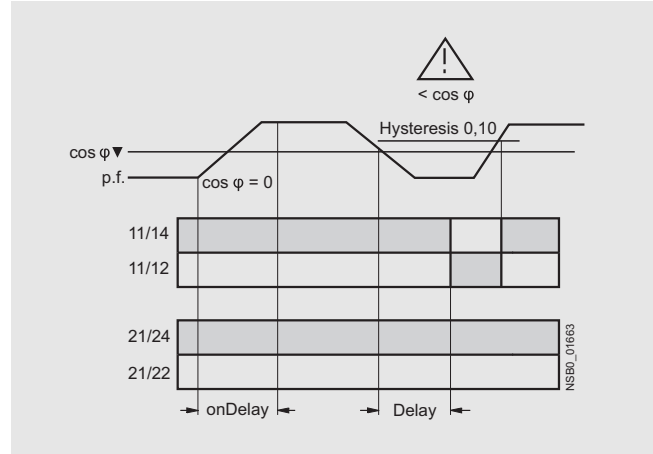 !
< cos φ
Hysteresis 0,10
cos φ▼
p.f.
cos φ = 0
11/14
11/12
21/24
21/22
NSB0_01663
onDelay
Delay